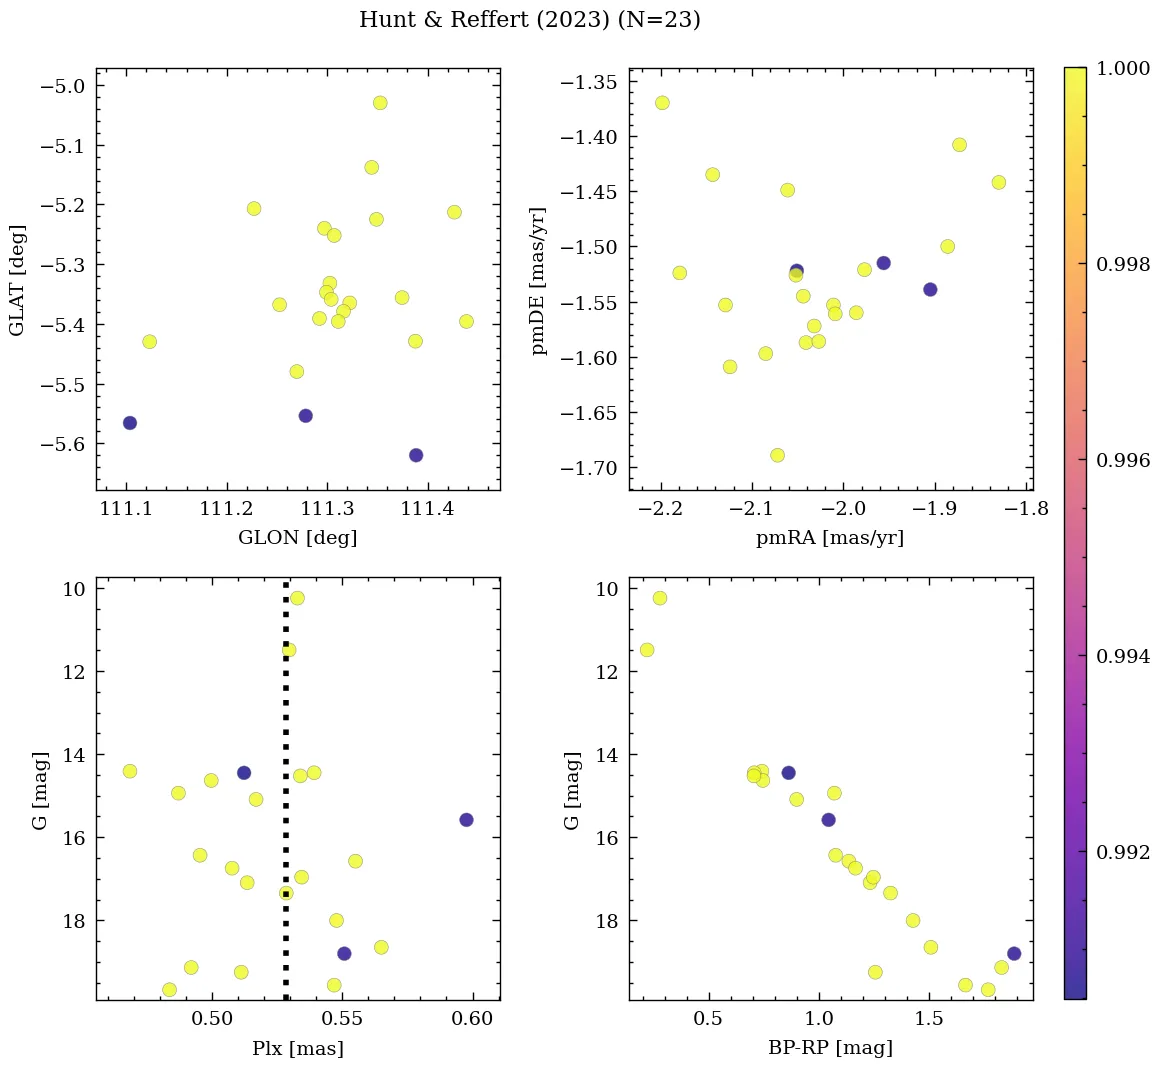 Hunt & Reffert (2023) (N=23)
−5.0
−5.1
−5.2
−5.3
−5.4
−5.5
−5.6
GLAT [deg]
111.1 111.2 111.3 111.4
GLON [deg]
−1.35
−1.40
−1.45
−1.50
−1.55
−1.60
−1.65
−1.70
pmDE [mas/yr]
−2.2 −2.1 −2.0 −1.9 −1.8
pmRA [mas/yr]
10
12
14
16
18
G [mag]
0.50 0.55 0.60
Plx [mas]
10
12
14
16
18
G [mag]
0.5 1.0 1.5
BP-RP [mag]
1.000
0.998
0.996
0.994
0.992